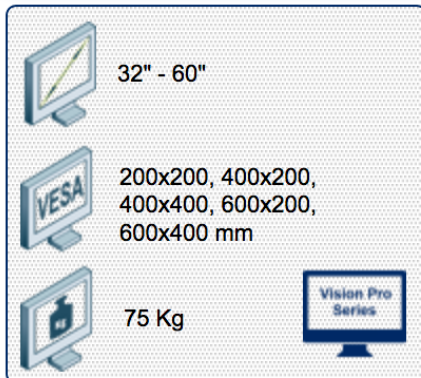 32" - 60"
VESA
200x200, 400x200,
400x400, 600x200,
600x400 mm
KG
75 Kg
Vision Pro
Series